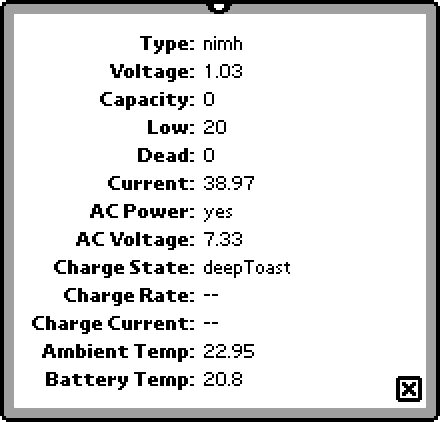 Type: nimh
Voltage: 1.03
Capacity: 0
Low: 20
Dead: 0
Current: 38.97
AC Power: yes
AC Voltage: 7.33
Charge State: deepToast
Charge Rate: --
Charge Current: --
Ambient Temp: 22.95
Battery Temp: 20.8